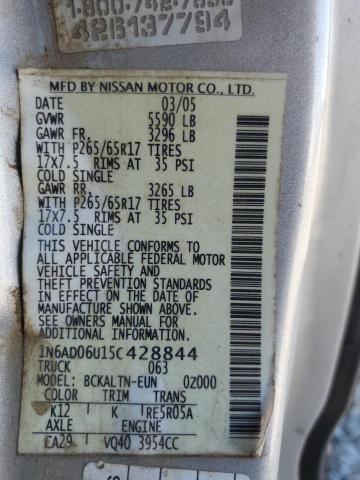 42B137794
MFD BY NISSAN MOTOR CO., LTD.
DATE 03/05
GVWR 5590 LB
GAWR FR. 3296 LB
WITH P265/65R17 TIRES
17X7.5 RIMS AT 35 PSI
COLD SINGLE
GAWR RR. 3265 LB
WITH P265/65R17 TIRES
17X7.5 RIMS AT 35 PSI
COLD SINGLE
THIS VEHICLE CONFORMS TO
ALL APPLICABLE FEDERAL MOTOR
VEHICLE SAFETY AND
THEFT PREVENTION STANDARDS
IN EFFECT ON THE DATE OF
MANUFACTURE SHOWN ABOVE.
SEE OWNERS MANUAL FOR
ADDITIONAL INFORMATION.
1N6AD06U15C428844
TRUCK 063
MODEL: BCKALTN-EUN 0Z000
COLOR TRIM TRANS
K12 K RE5R05A
AXLE ENGINE
CA29 VQ40 3954CC